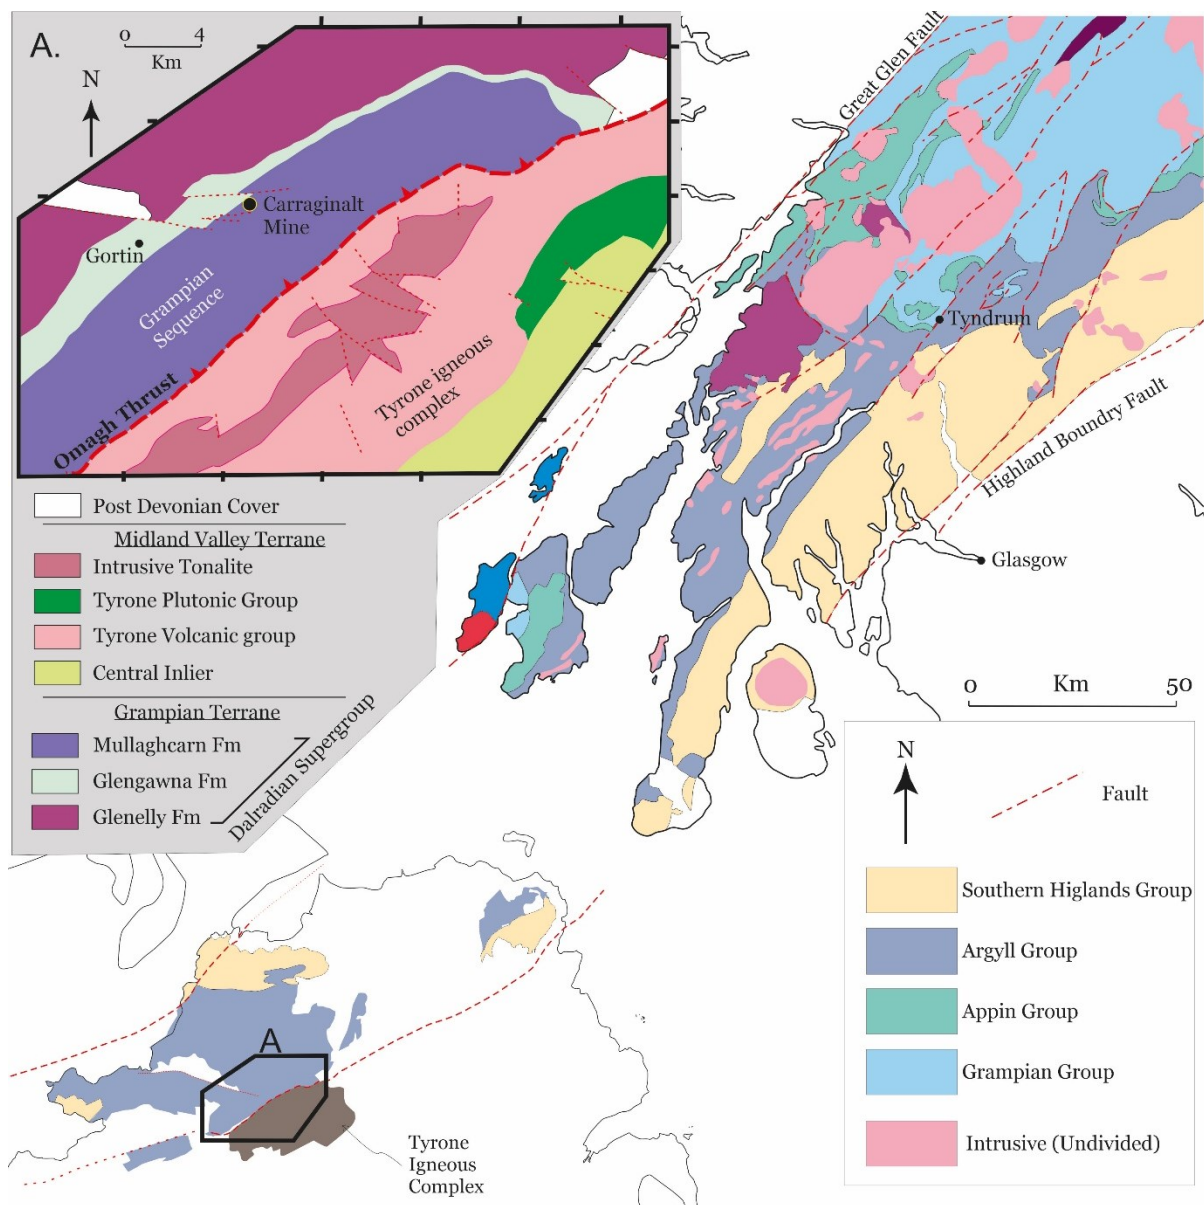 A.
0 4
Km
N
Gortin
Carraginalt
Mine
Grampian
Sequence
Omagh Thrust
Tyrone igneous
complex
Post Devonian Cover
Midland Valley Terrane
Intrusive Tonalite
Tyrone Plutonic Group
Tyrone Volcanic group
Central Inlier
Grampian Terrane
Mullaghcarn Fm
Glengawna Fm
Glenelly Fm
Dalradian Supergroup
Great Glen Fault
Tyndrum
Highland Boundry Fault
Glasgow
0 Km 50
N
Fault
Southern Higlands Group
Argyll Group
Appin Group
Grampian Group
Intrusive (Undivided)
A
Tyrone
Igneous
Complex